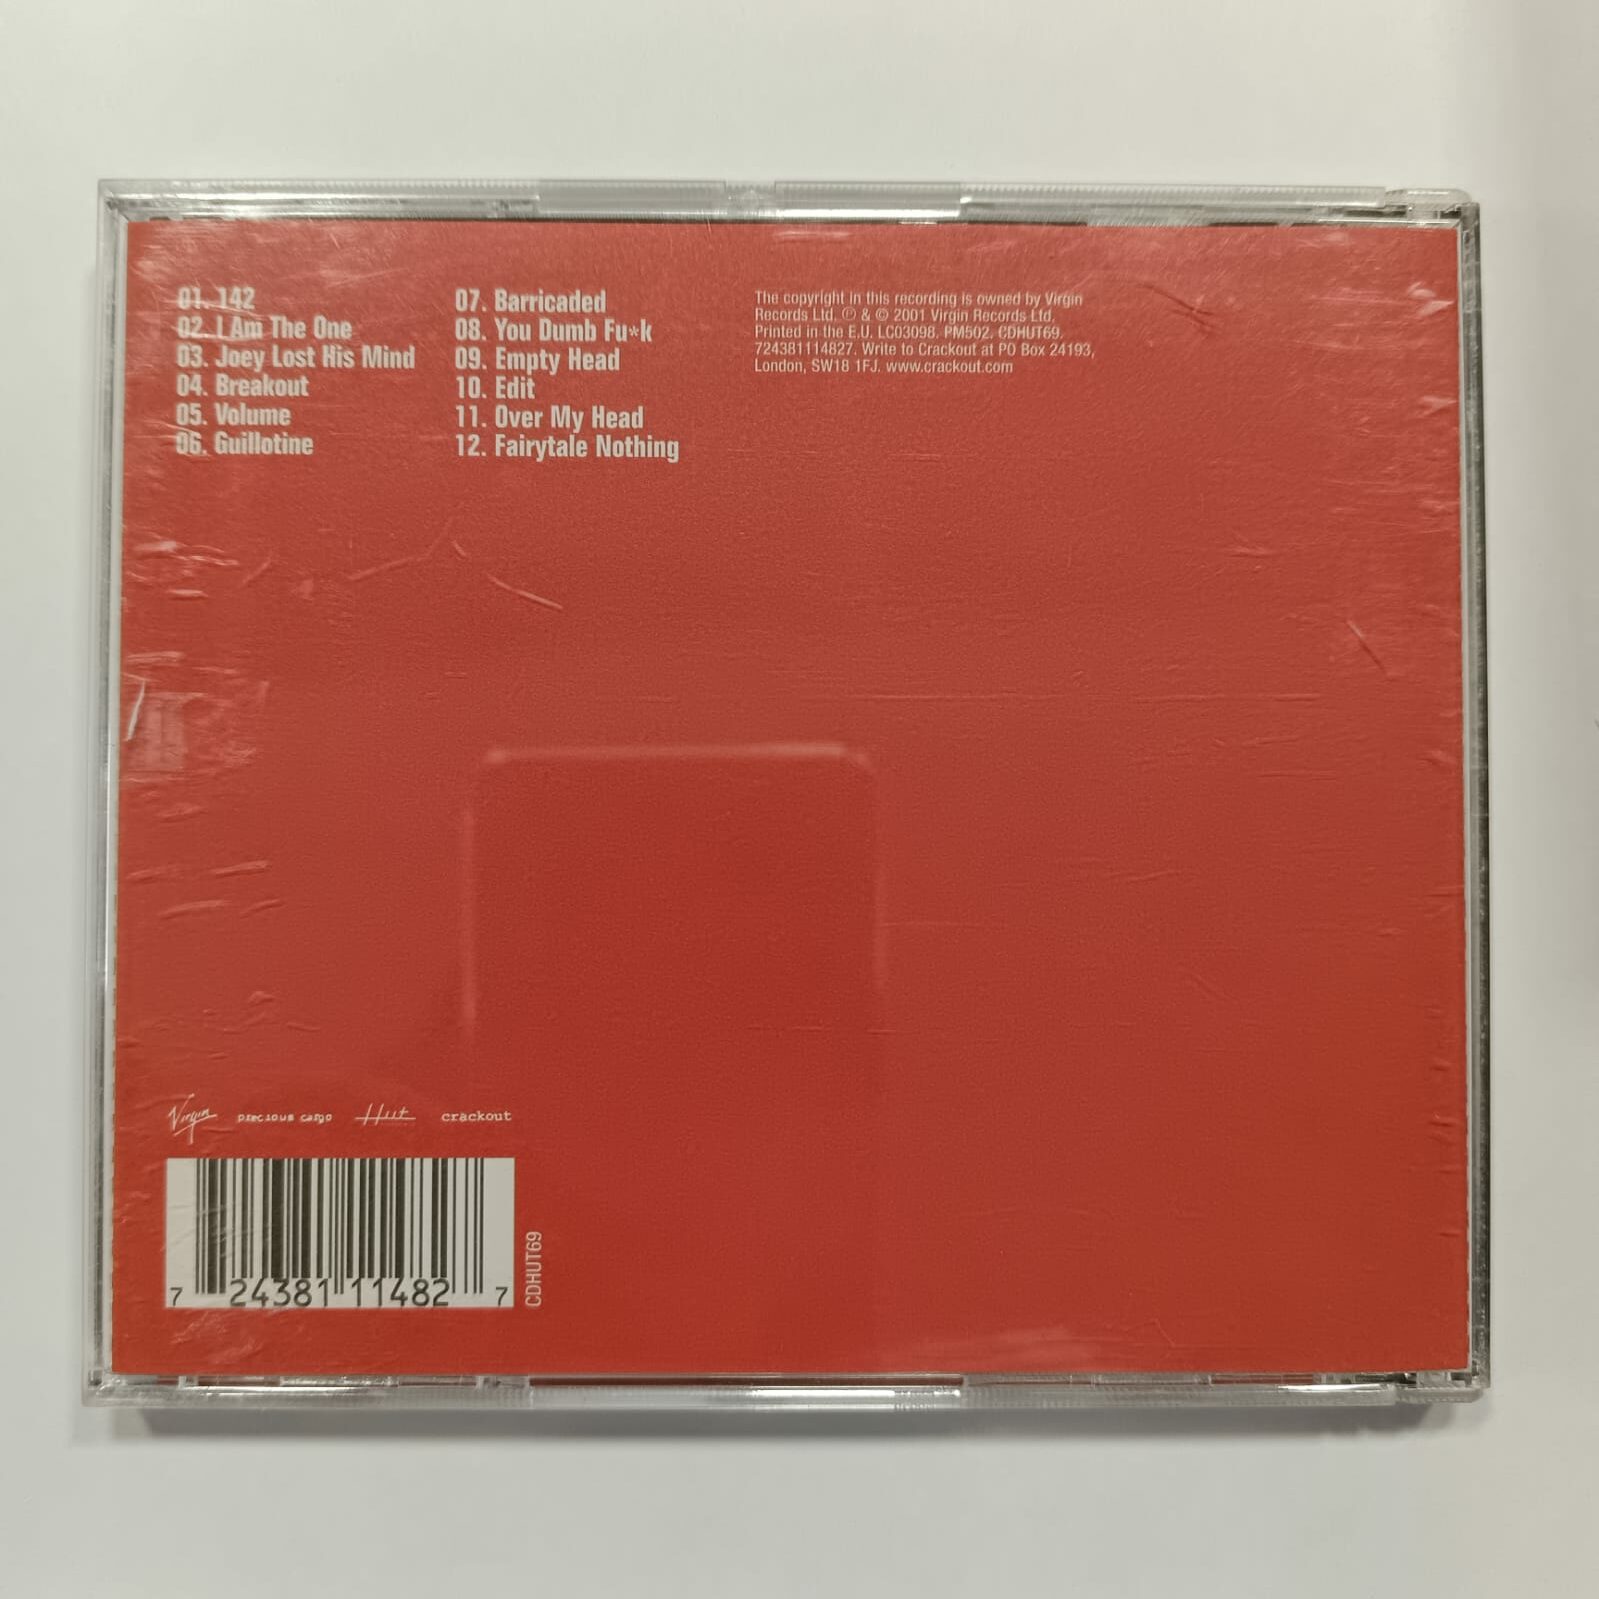 01. 142
02. I Am The One
03. Joey Lost His Mind
04. Breakout
05. Volume
06. Guillotine
07. Barricaded
08. You Dumb Fu*k
09. Empty Head
10. Edit
11. Over My Head
12. Fairytale Nothing
The copyright in this recording is owned by Virgin
Records Ltd. ℗ & © 2001 Virgin Records Ltd.
Printed in the E.U. LC03098. PM502. CDHUT69.
724381114827. Write to Crackout at PO Box 24193,
London, SW18 1FJ. www.crackout.com
Virgin precious cargo Hut crackout
7 24381 11482 7
CDHUT69